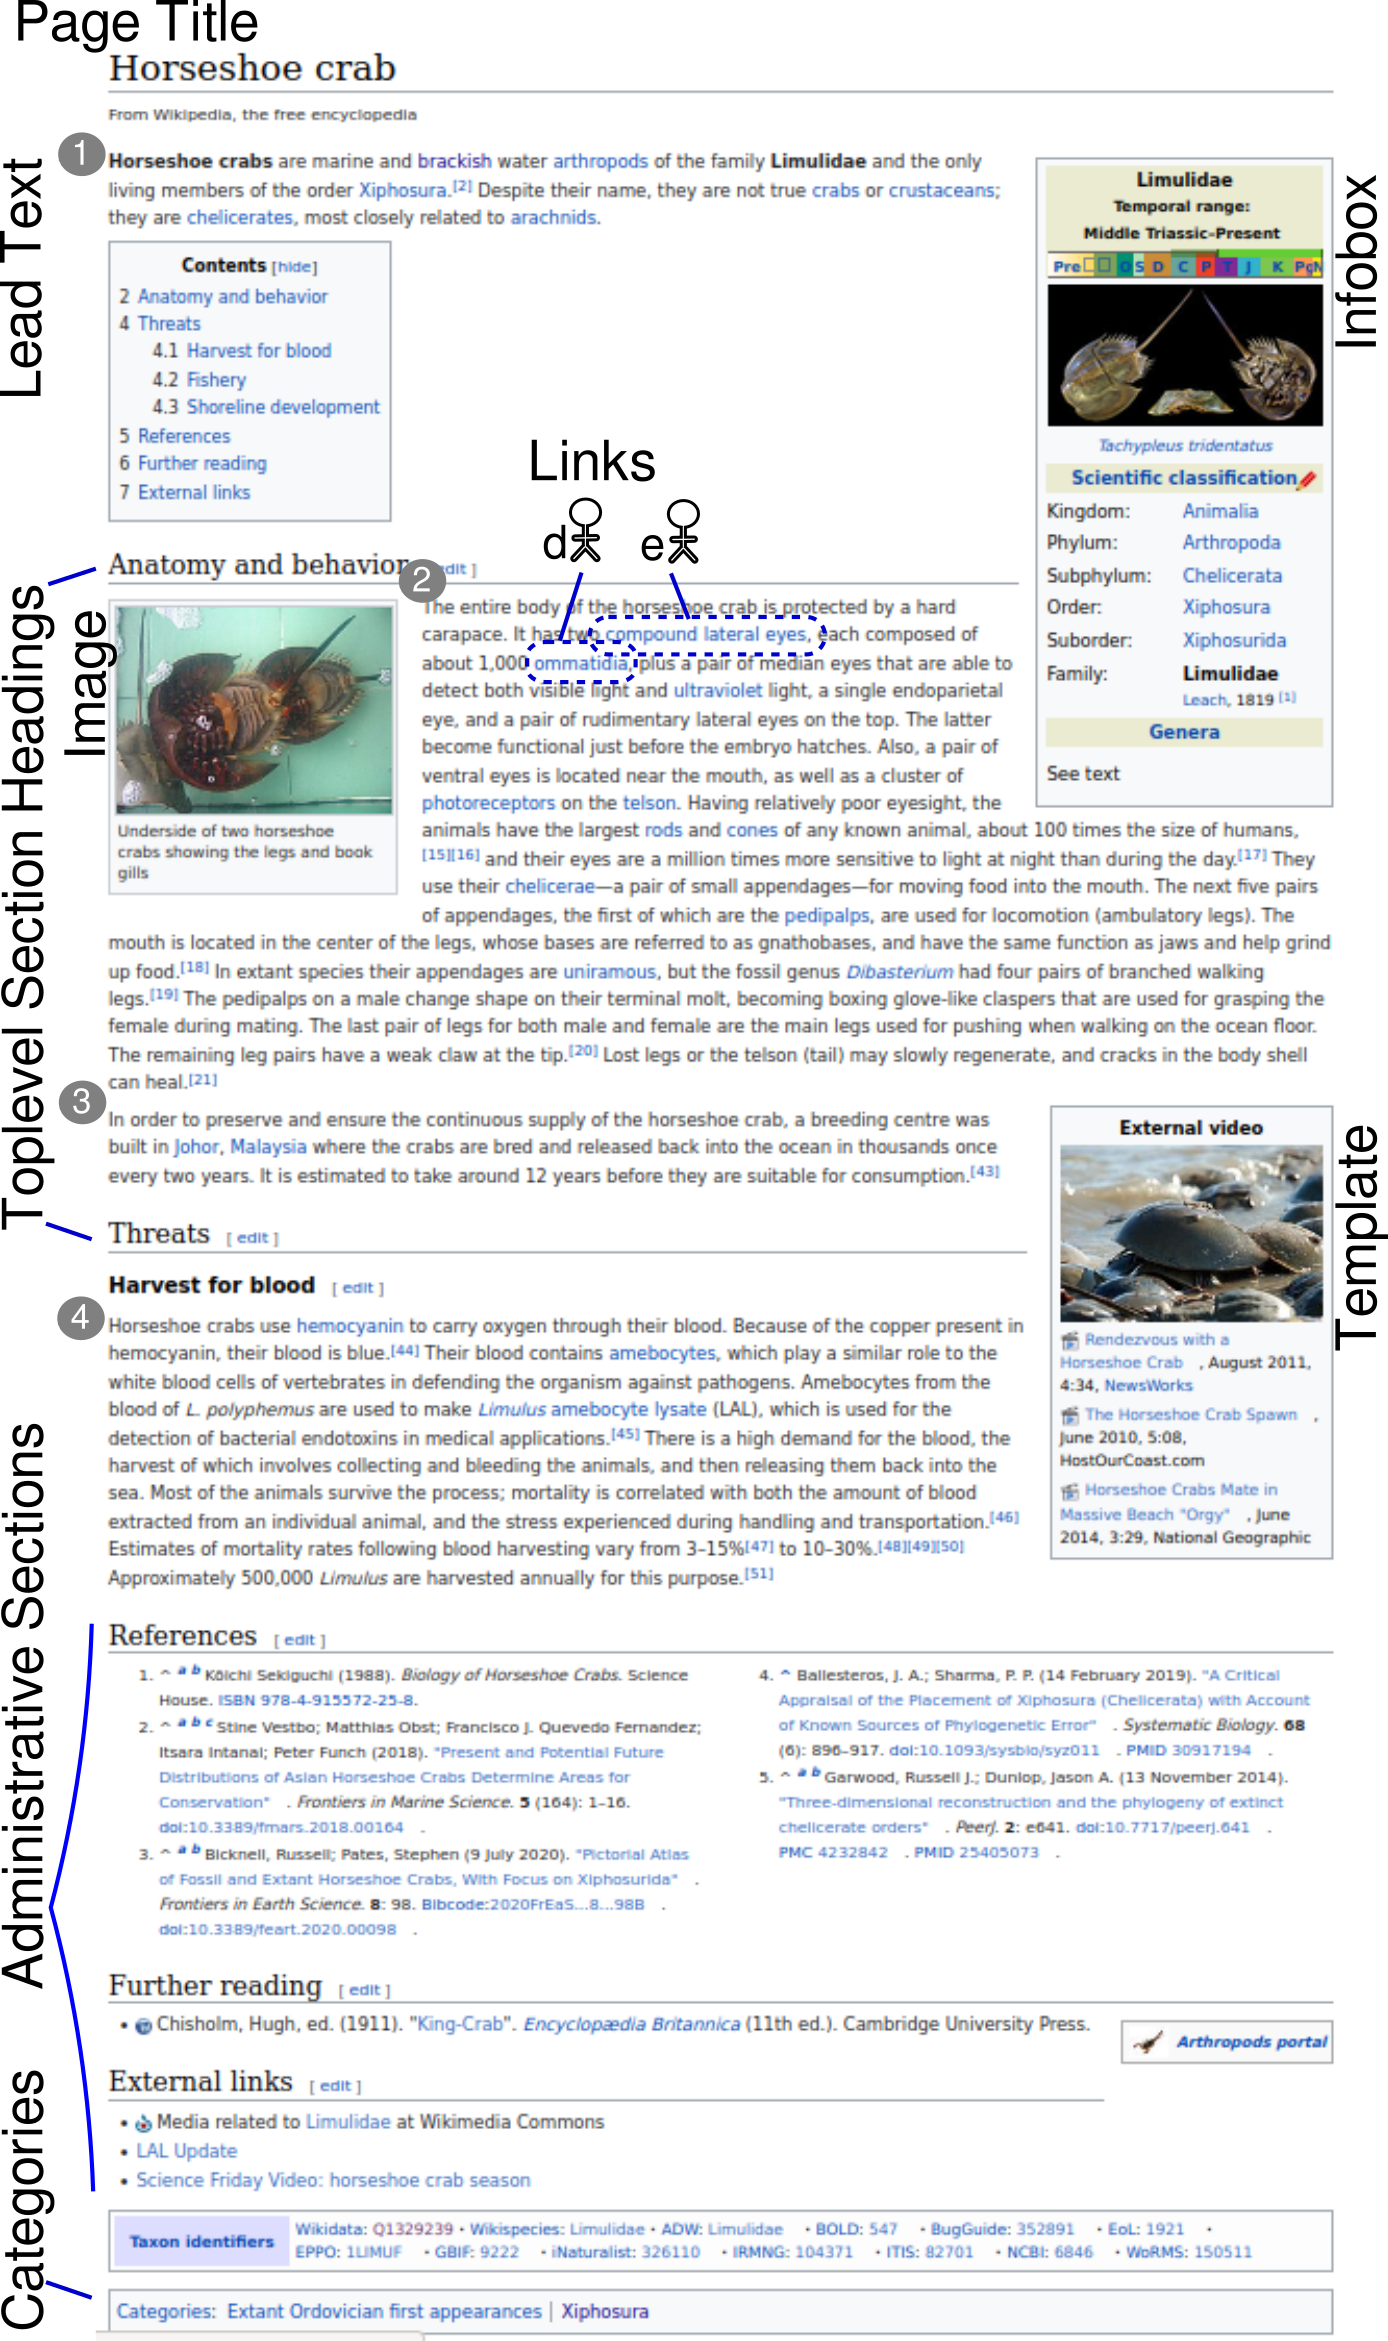 Page Title
Horseshoe crab
From Wikipedia, the free encyclopedia
Lead Text
1
Horseshoe crabs are marine and brackish water arthropods of the family Limulidae and the only
living members of the order Xiphosura.[2] Despite their name, they are not true crabs or crustaceans;
they are chelicerates, most closely related to arachnids.
Contents [hide]
2 Anatomy and behavior
4 Threats
4.1 Harvest for blood
4.2 Fishery
4.3 Shoreline development
5 References
6 Further reading
7 External links
Infobox
Limulidae
Temporal range:
Middle Triassic-Present
Pre O S D C P T J K PgN
Tachypleus tridentatus
Scientific classification
Kingdom: Animalia
Phylum: Arthropoda
Subphylum: Chelicerata
Order: Xiphosura
Suborder: Xiphosurida
Family: Limulidae
Leach, 1819 [1]
Genera
See text
Links
d e
Toplevel Section Headings
Anatomy and behavior edit ]
Image
2
Underside of two horseshoe
crabs showing the legs and book
gills
The entire body of the horseshoe crab is protected by a hard
carapace. It has two compound lateral eyes, each composed of
about 1,000 ommatidia, plus a pair of median eyes that are able to
detect both visible light and ultraviolet light, a single endoparietal
eye, and a pair of rudimentary lateral eyes on the top. The latter
become functional just before the embryo hatches. Also, a pair of
ventral eyes is located near the mouth, as well as a cluster of
photoreceptors on the telson. Having relatively poor eyesight, the
animals have the largest rods and cones of any known animal, about 100 times the size of humans,
[15][16] and their eyes are a million times more sensitive to light at night than during the day.[17] They
use their chelicerae—a pair of small appendages—for moving food into the mouth. The next five pairs
of appendages, the first of which are the pedipalps, are used for locomotion (ambulatory legs). The
mouth is located in the center of the legs, whose bases are referred to as gnathobases, and have the same function as jaws and help grind
up food.[18] In extant species their appendages are uniramous, but the fossil genus Dibasterium had four pairs of branched walking
legs.[19] The pedipalps on a male change shape on their terminal molt, becoming boxing glove-like claspers that are used for grasping the
female during mating. The last pair of legs for both male and female are the main legs used for pushing when walking on the ocean floor.
The remaining leg pairs have a weak claw at the tip.[20] Lost legs or the telson (tail) may slowly regenerate, and cracks in the body shell
can heal.[21]
3
In order to preserve and ensure the continuous supply of the horseshoe crab, a breeding centre was
built in Johor, Malaysia where the crabs are bred and released back into the ocean in thousands once
every two years. It is estimated to take around 12 years before they are suitable for consumption.[43]
Template
External video
Rendezvous with a
Horseshoe Crab , August 2011,
4:34, NewsWorks
The Horseshoe Crab Spawn ,
June 2010, 5:08,
HostOurCoast.com
Horseshoe Crabs Mate in
Massive Beach "Orgy" , June
2014, 3:29, National Geographic
Threats [ edit ]
Harvest for blood [ edit ]
4
Horseshoe crabs use hemocyanin to carry oxygen through their blood. Because of the copper present in
hemocyanin, their blood is blue.[44] Their blood contains amebocytes, which play a similar role to the
white blood cells of vertebrates in defending the organism against pathogens. Amebocytes from the
blood of L. polyphemus are used to make Limulus amebocyte lysate (LAL), which is used for the
detection of bacterial endotoxins in medical applications.[45] There is a high demand for the blood, the
harvest of which involves collecting and bleeding the animals, and then releasing them back into the
sea. Most of the animals survive the process; mortality is correlated with both the amount of blood
extracted from an individual animal, and the stress experienced during handling and transportation.[46]
Estimates of mortality rates following blood harvesting vary from 3–15%[47] to 10–30%.[48][49][50]
Approximately 500,000 Limulus are harvested annually for this purpose.[51]
Administrative Sections
References [ edit ]
1. ^ a b Kōichi Sekiguchi (1988). Biology of Horseshoe Crabs. Science
House. ISBN 978-4-915572-25-8.
2. ^ a b c Stine Vestbo; Matthias Obst; Francisco J. Quevedo Fernandez;
Itsara Intanai; Peter Funch (2018). "Present and Potential Future
Distributions of Asian Horseshoe Crabs Determine Areas for
Conservation" . Frontiers in Marine Science. 5 (164): 1–16.
doi:10.3389/fmars.2018.00164 .
3. ^ a b Bicknell, Russell; Pates, Stephen (9 July 2020). "Pictorial Atlas
of Fossil and Extant Horseshoe Crabs, With Focus on Xiphosurida" .
Frontiers in Earth Science. 8: 98. Bibcode:2020FrEaS...8...98B .
doi:10.3389/feart.2020.00098 .
4. ^ Ballesteros, J. A.; Sharma, P. P. (14 February 2019). "A Critical
Appraisal of the Placement of Xiphosura (Chelicerata) with Account
of Known Sources of Phylogenetic Error" . Systematic Biology. 68
(6): 896–917. doi:10.1093/sysbio/syz011 . PMID 30917194 .
5. ^ a b Garwood, Russell J.; Dunlop, Jason A. (13 November 2014).
"Three-dimensional reconstruction and the phylogeny of extinct
chelicerate orders" . PeerJ. 2: e641. doi:10.7717/peerj.641 .
PMC 4232842 . PMID 25405073 .
Further reading [ edit ]
• Chisholm, Hugh, ed. (1911). "King-Crab". Encyclopædia Britannica (11th ed.). Cambridge University Press.
Arthropods portal
External links [ edit ]
• Media related to Limulidae at Wikimedia Commons
• LAL Update
• Science Friday Video: horseshoe crab season
Taxon identifiers
Wikidata: Q1329239 • Wikispecies: Limulidae • ADW: Limulidae • BOLD: 547 • BugGuide: 352891 • EoL: 1921 •
EPPO: 1LIMUF • GBIF: 9222 • iNaturalist: 326110 • IRMNG: 104371 • ITIS: 82701 • NCBI: 6846 • WoRMS: 150511
Categories
Categories: Extant Ordovician first appearances | Xiphosura